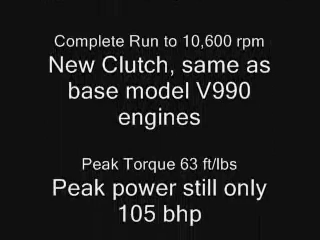 Complete Run to 10,600 rpm
New Clutch, same as
base model V990
engines
Peak Torque 63 ft/lbs
Peak power still only
105 bhp